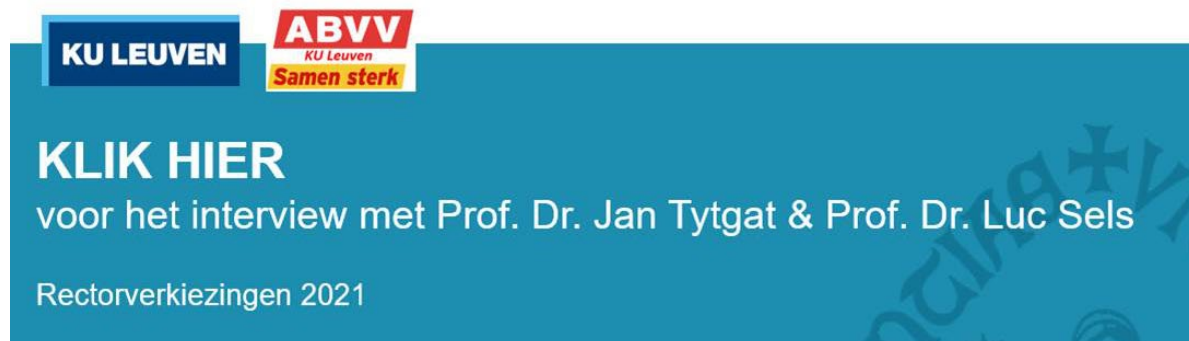 KU LEUVEN
ABVV
KU Leuven
Samen sterk
KLIK HIER
voor het interview met Prof. Dr. Jan Tytgat & Prof. Dr. Luc Sels
Rectorverkiezingen 2021